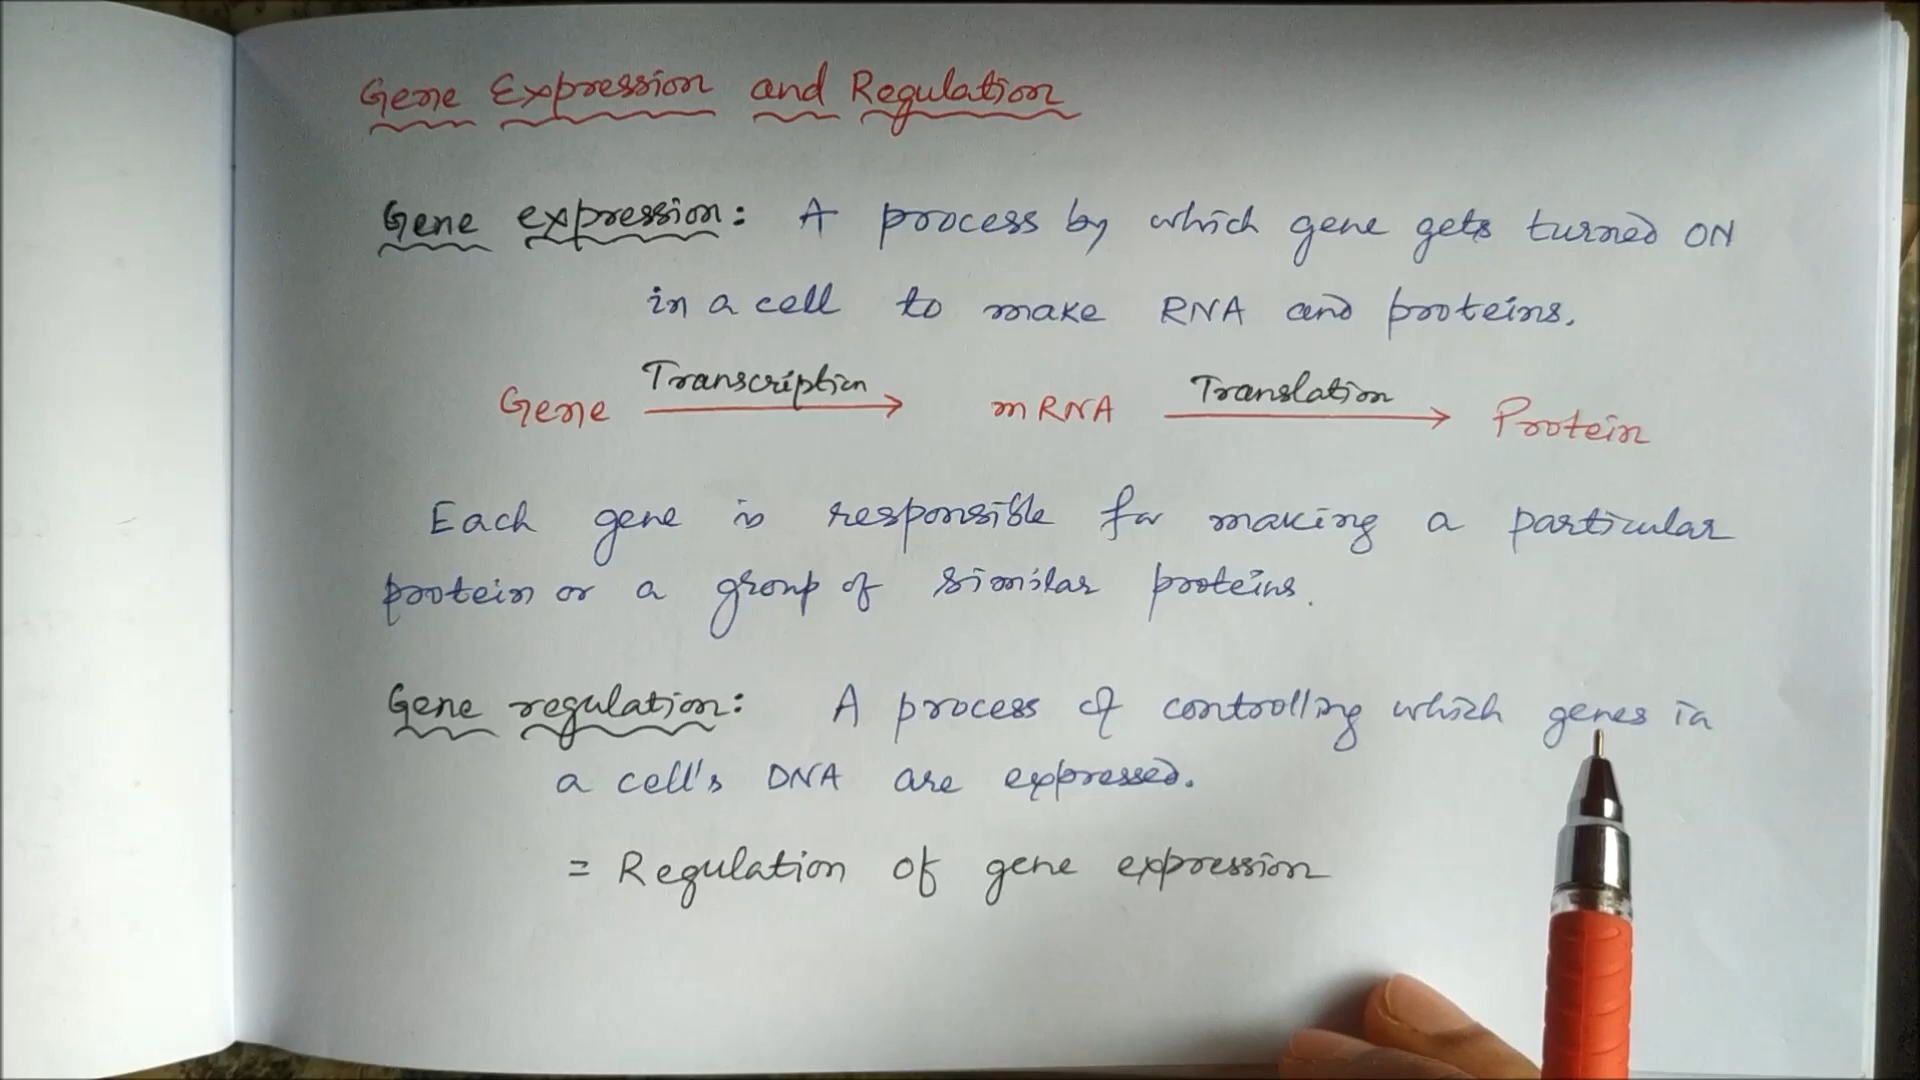 Gene Expression and Regulation
Gene expression: A process by which gene gets turned ON
in a cell to make RNA and proteins.
Gene Transcription mRNA Translation Protein
Each gene is responsible for making a particular
protein or a group of similar proteins.
Gene regulation: A process of controlling which genes in
a cell's DNA are expressed.
= Regulation of gene expression